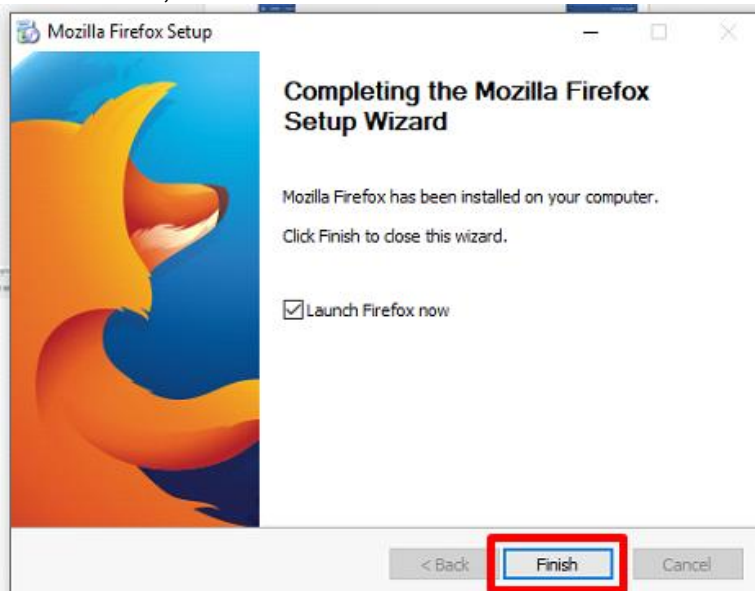 Mozilla Firefox Setup
Completing the Mozilla Firefox
Setup Wizard
Mozilla Firefox has been installed on your computer.
Click Finish to close this wizard.
Launch Firefox now
< Back
Finish
Cancel